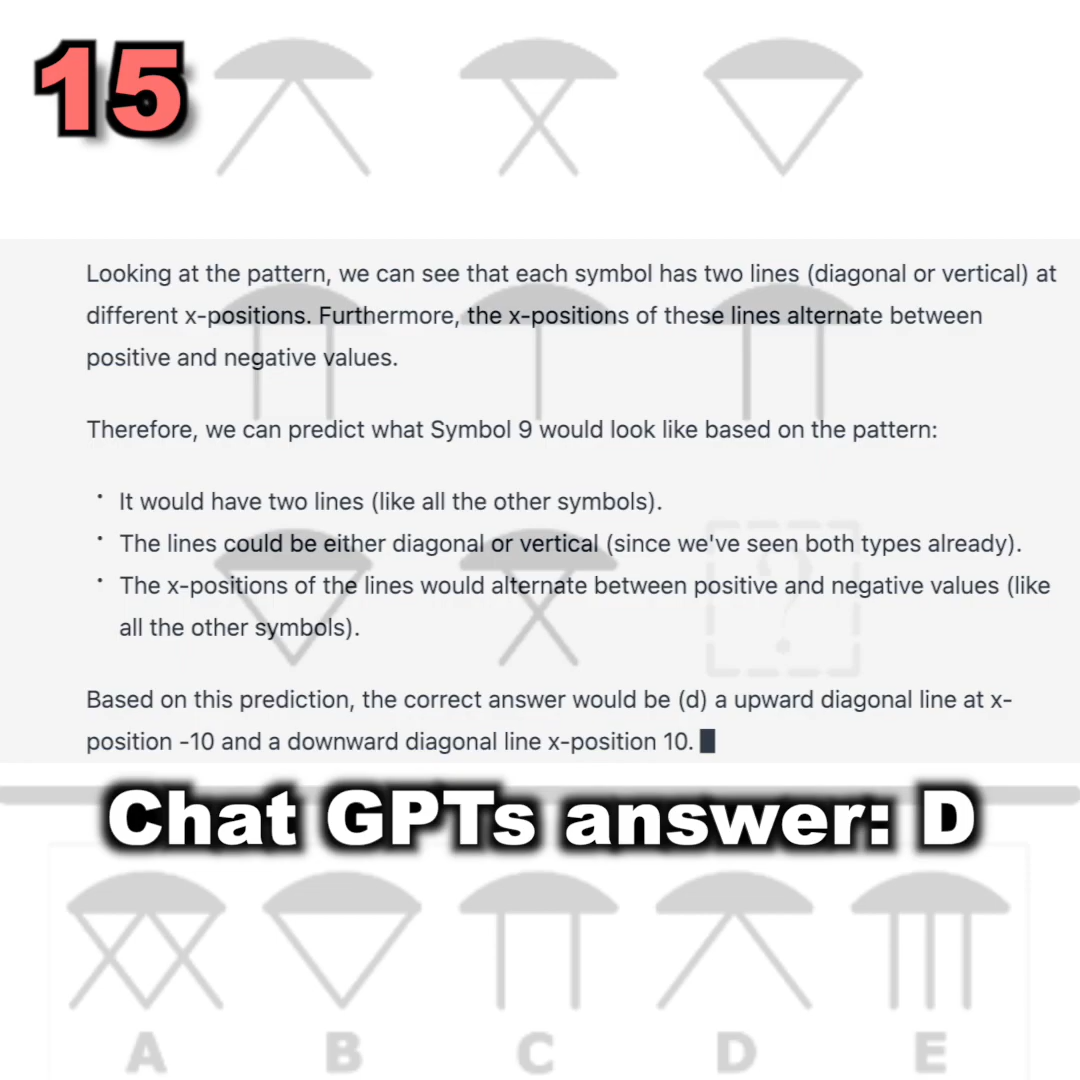 15
Looking at the pattern, we can see that each symbol has two lines (diagonal or vertical) at
different x-positions. Furthermore, the x-positions of these lines alternate between
positive and negative values.
Therefore, we can predict what Symbol 9 would look like based on the pattern:
• It would have two lines (like all the other symbols).
• The lines could be either diagonal or vertical (since we've seen both types already).
• The x-positions of the lines would alternate between positive and negative values (like
all the other symbols).
?
Based on this prediction, the correct answer would be (d) a upward diagonal line at x-
position -10 and a downward diagonal line x-position 10.
Chat GPTs answer: D
A B C D E